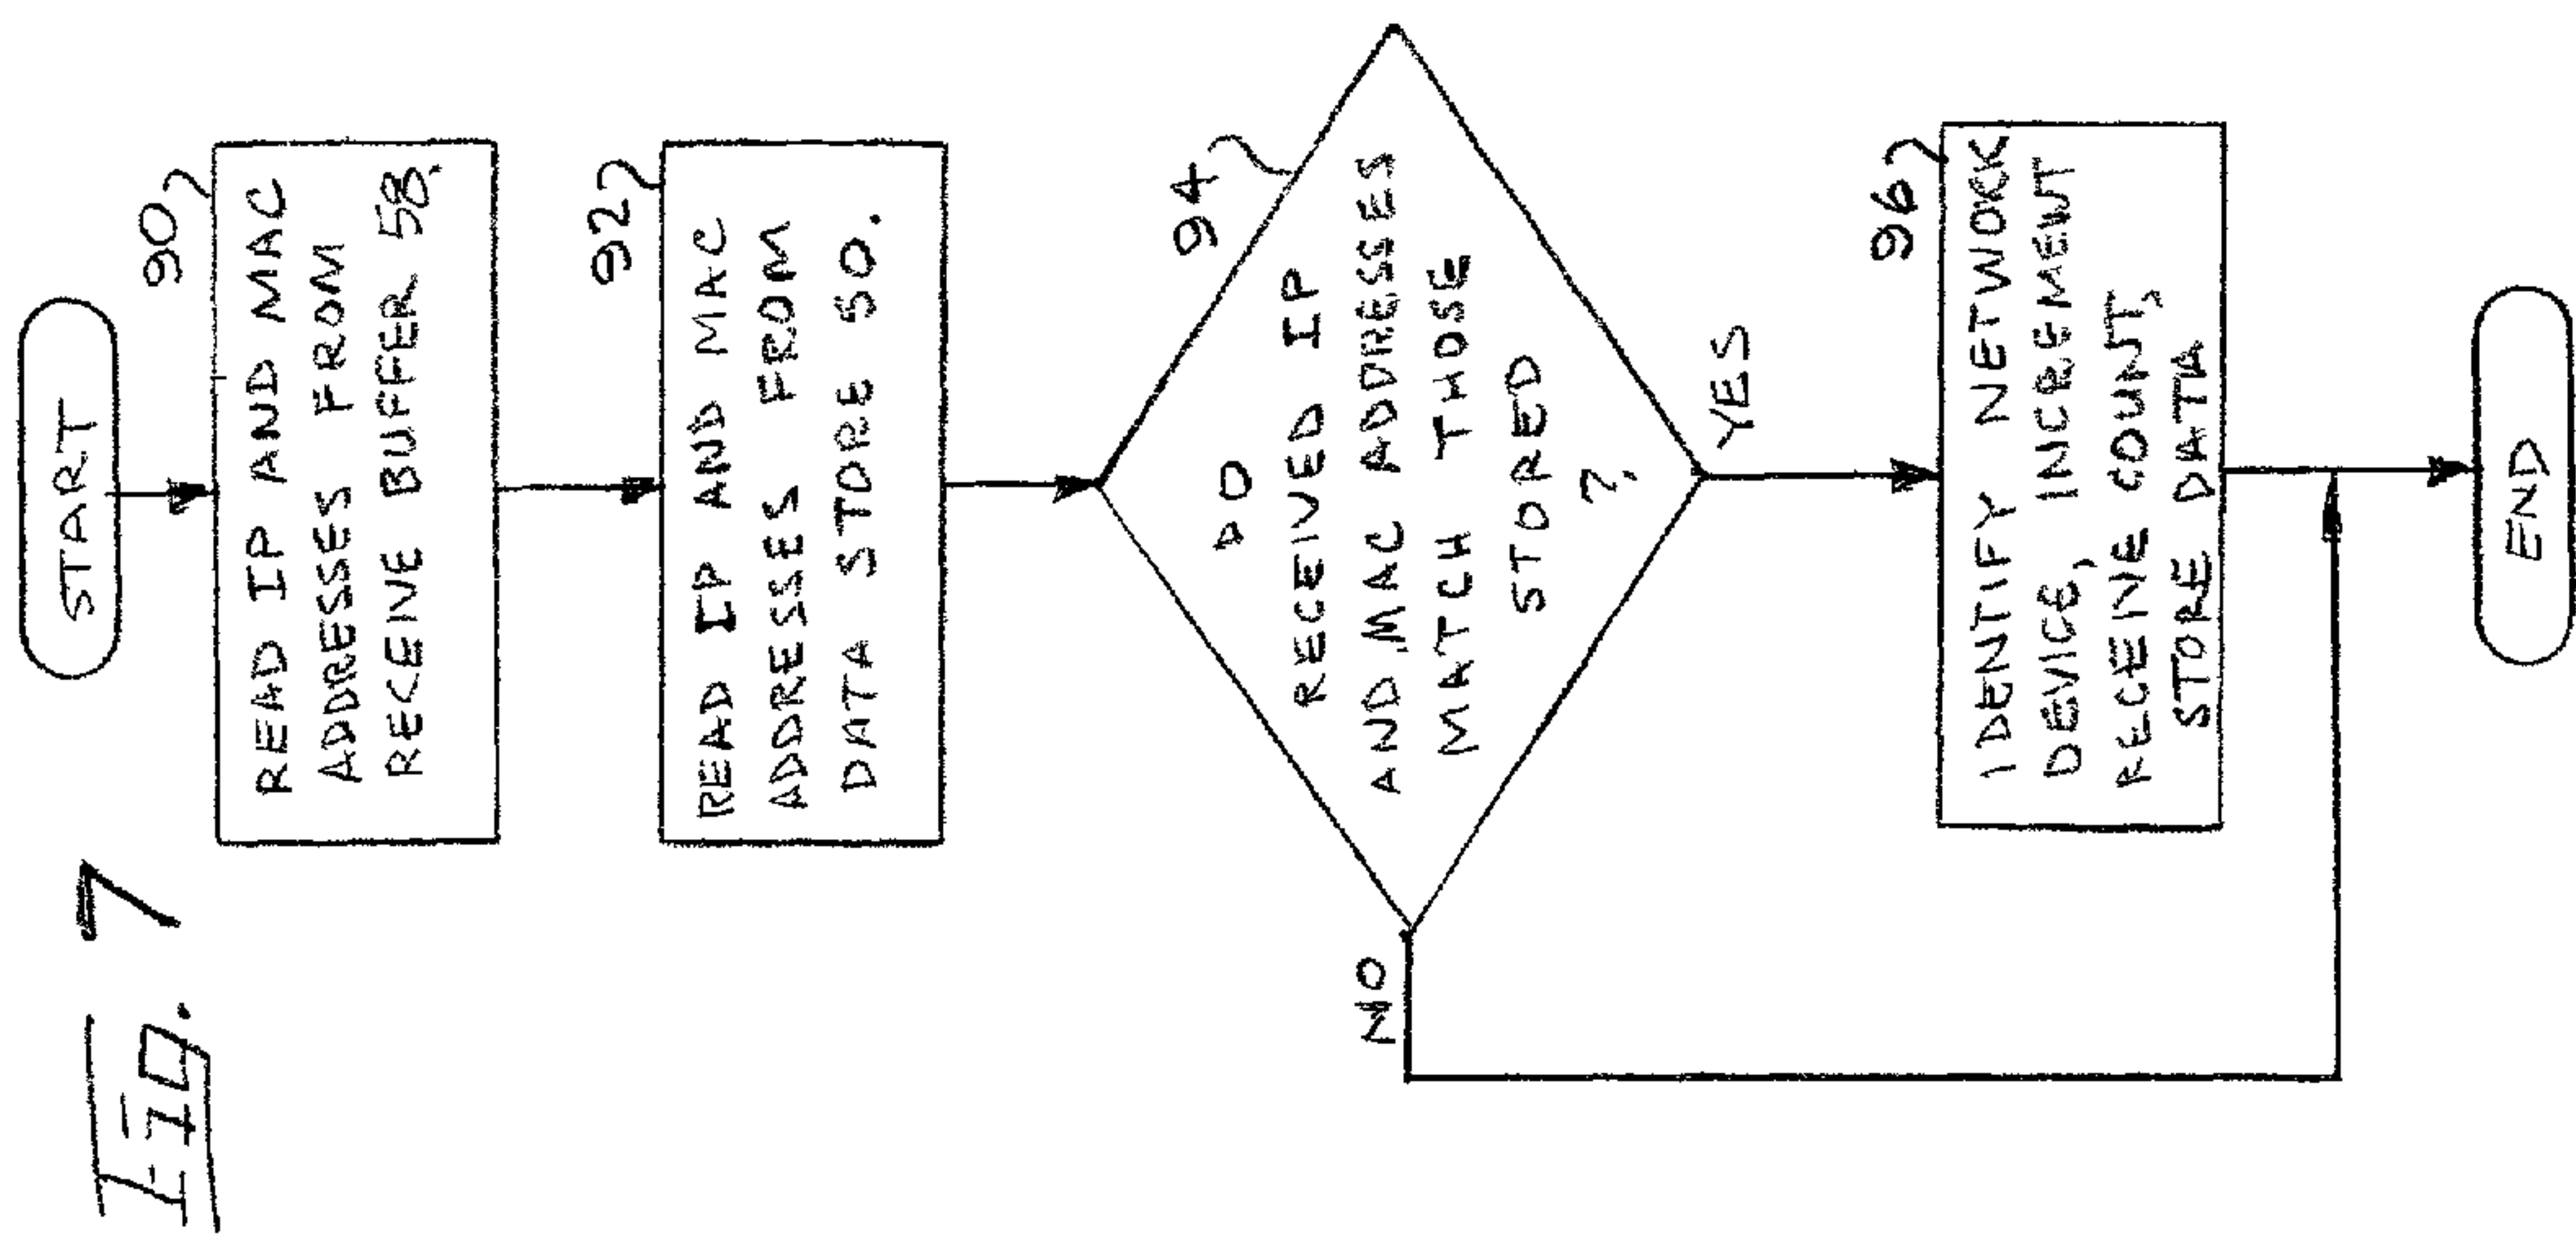 Fig. 7
START
90
READ IP AND MAC
ADDRESSES FROM
RECEIVE BUFFER 58.
92
READ IP AND MAC
ADDRESSES FROM
DATA STORE 50.
94
DO
RECEIVED IP
AND MAC ADDRESSES
MATCH THOSE
STORED
?
NO
YES
96
IDENTIFY NETWORK
DEVICE, INCREMENT
RECEIVE COUNT,
STORE DATA
END